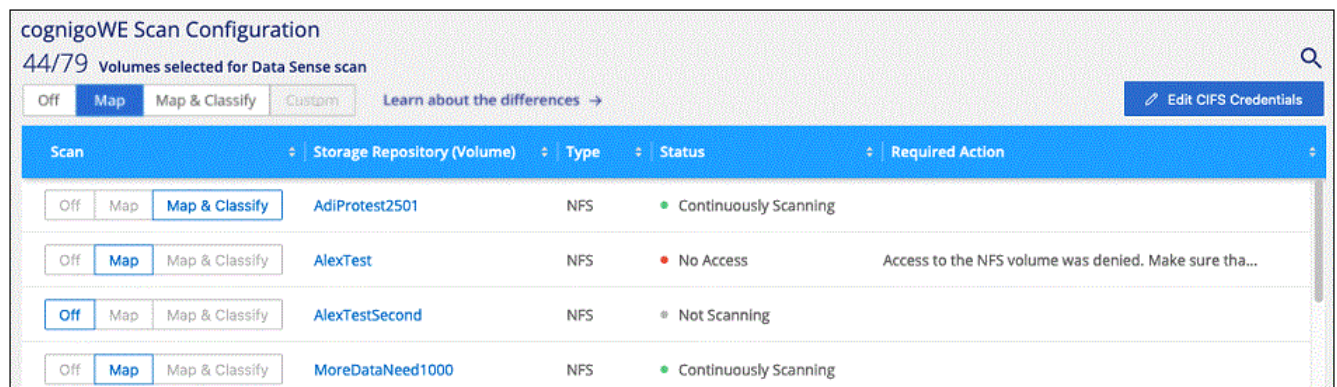 cognigoWE Scan Configuration
44/79 Volumes selected for Data Sense scan
Off Map Map & Classify Custom Learn about the differences → Edit CIFS Credentials
Scan Storage Repository (Volume) Type Status Required Action
Off Map Map & Classify AdiProtest2501 NFS Continuously Scanning
Off Map Map & Classify AlexTest NFS No Access Access to the NFS volume was denied. Make sure tha...
Off Map Map & Classify AlexTestSecond NFS Not Scanning
Off Map Map & Classify MoreDataNeed1000 NFS Continuously Scanning